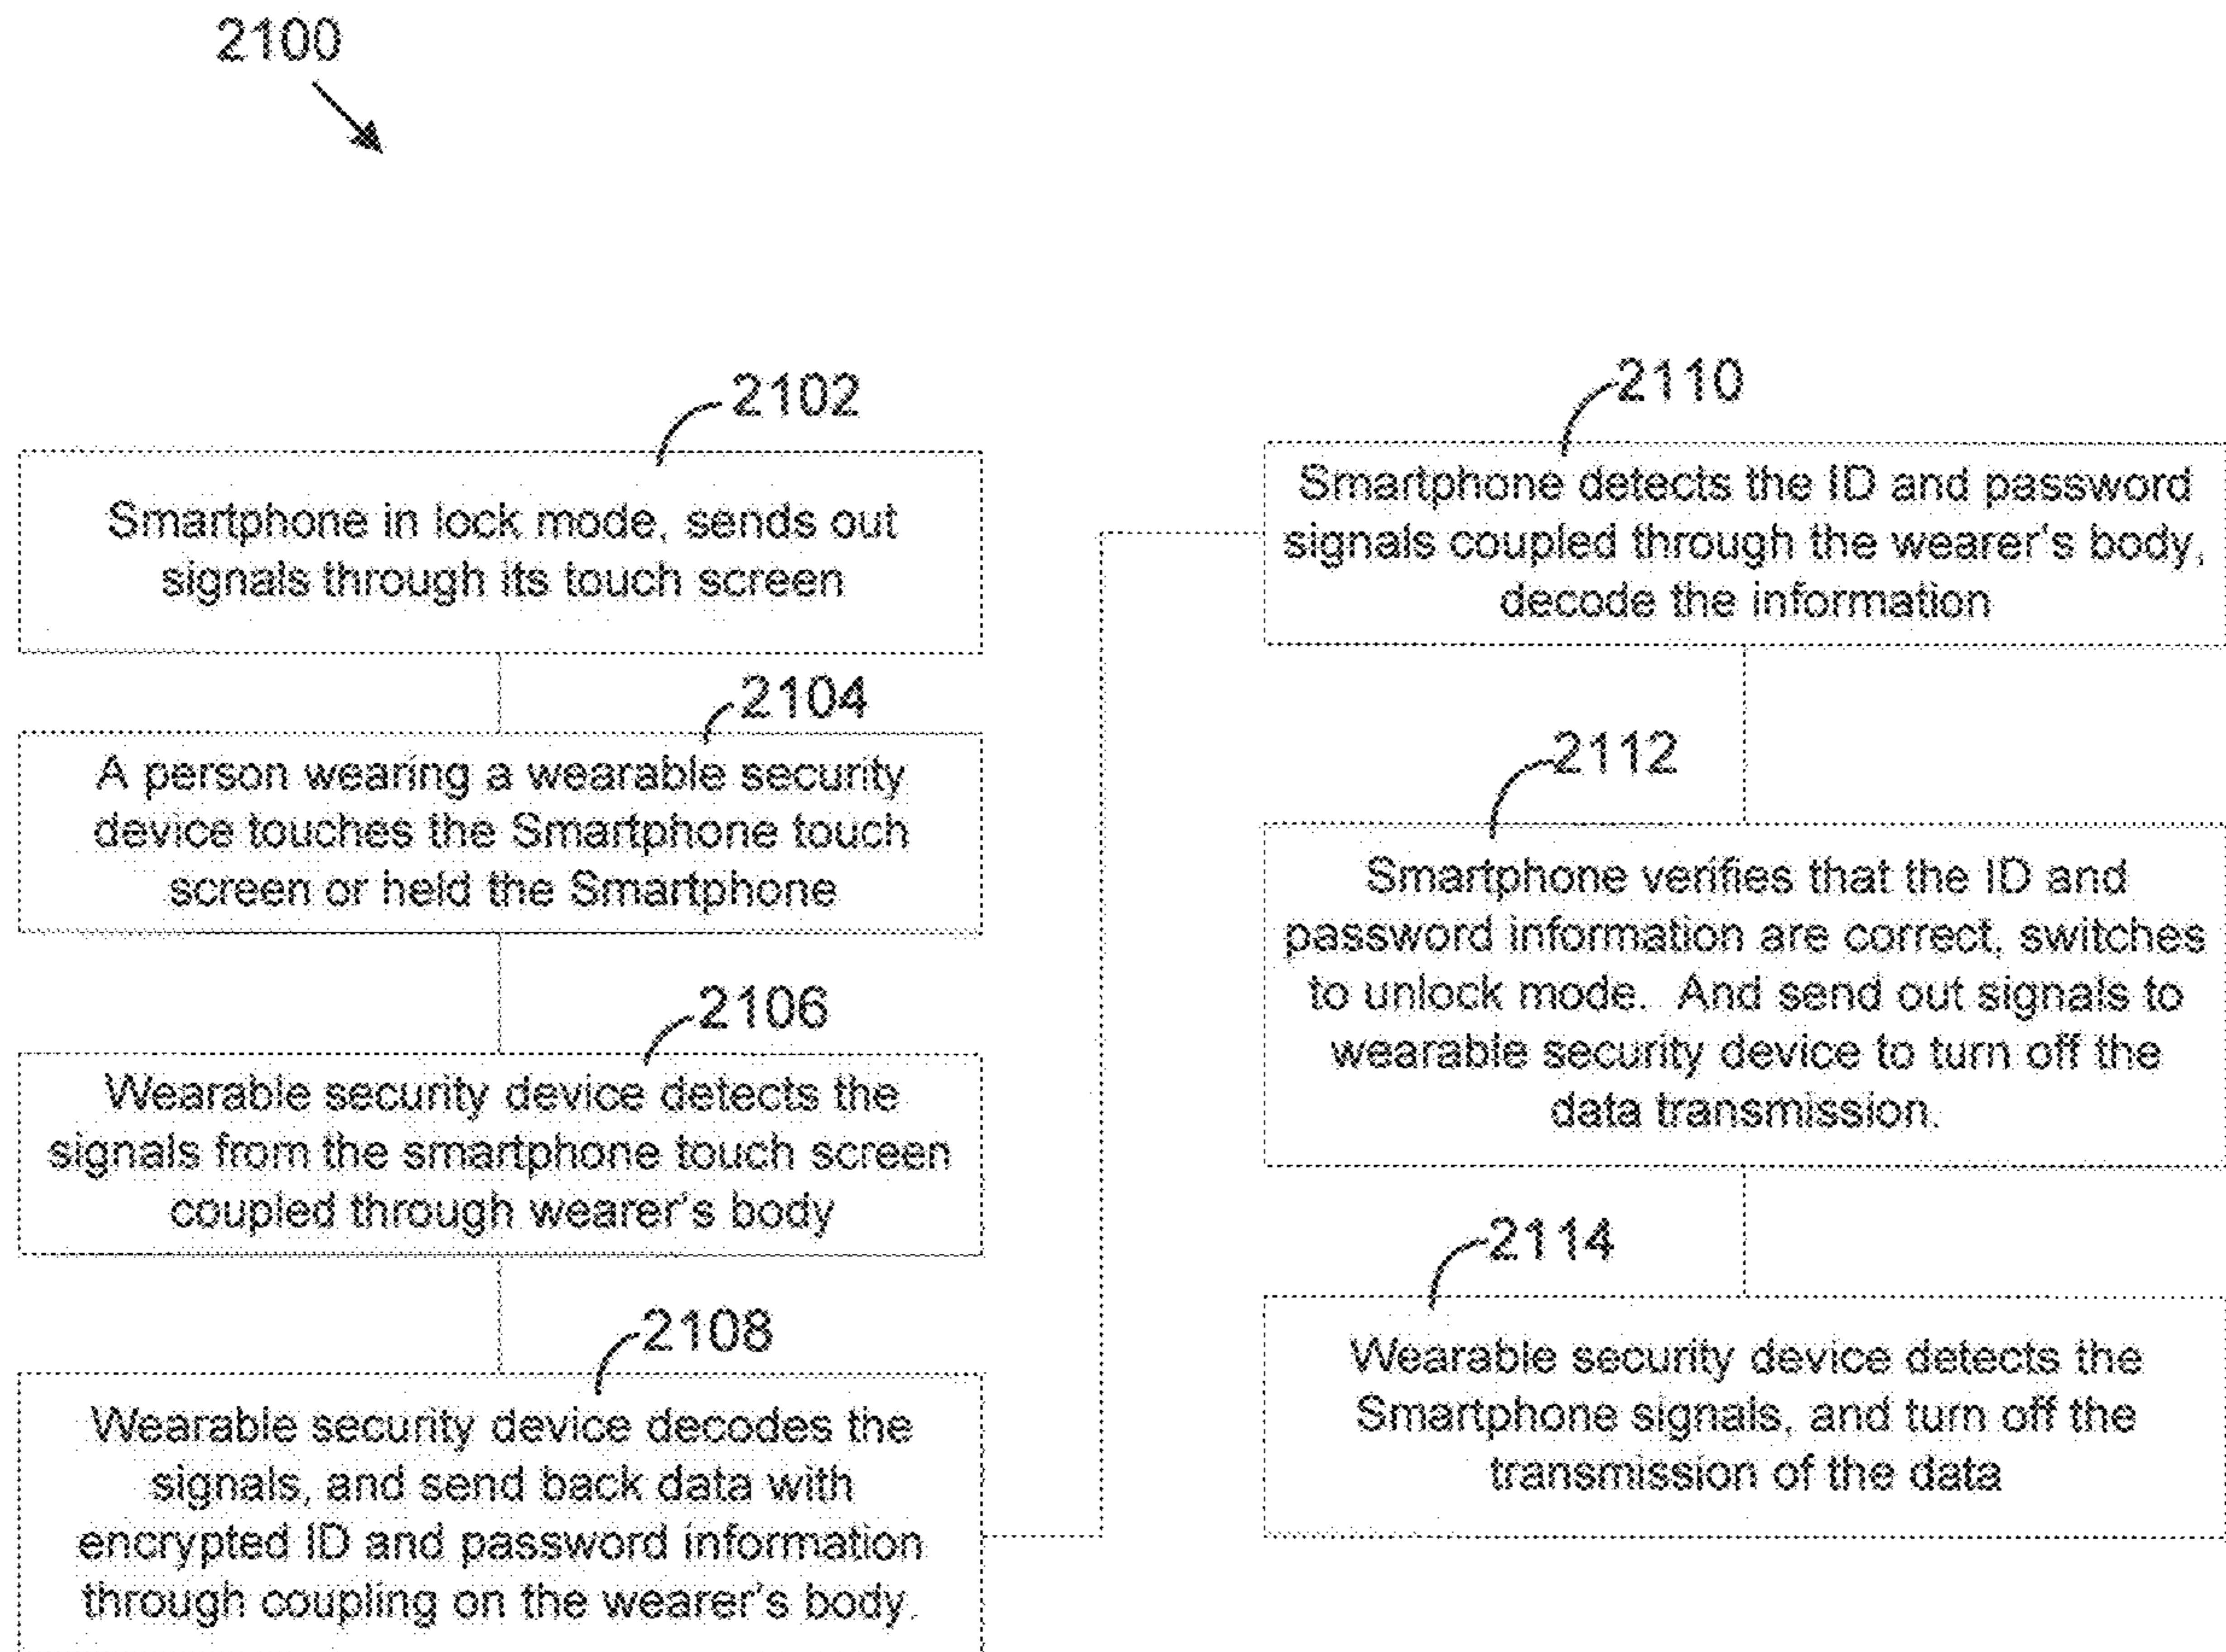 2100
2102
Smartphone in lock mode, sends out
signals through its touch screen
2104
A person wearing a wearable security
device touches the Smartphone touch
screen or held the Smartphone
2106
Wearable security device detects the
signals from the smartphone touch screen
coupled through wearer's body
2108
Wearable security device decodes the
signals, and send back data with
encrypted ID and password information
through coupling on the wearer's body.
2110
Smartphone detects the ID and password
signals coupled through the wearer's body,
decode the information
2112
Smartphone verifies that the ID and
password information are correct, switches
to unlock mode. And send out signals to
wearable security device to turn off the
data transmission.
2114
Wearable security device detects the
Smartphone signals, and turn off the
transmission of the data